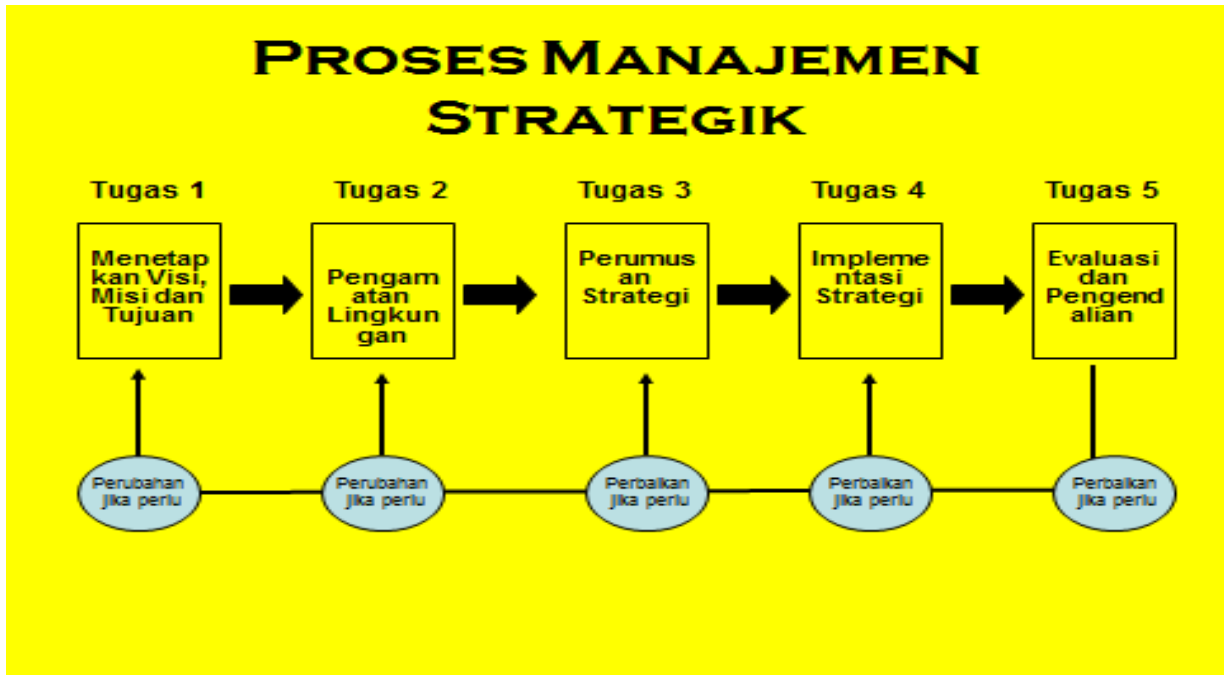 PROSES MANAJEMEN
STRATEGIK
Tugas 1
Tugas 2
Tugas 3
Tugas 4
Tugas 5
Menetap
kan Visi,
Misi dan
Tujuan
Pengam
atan
Lingkun
gan
Perumus
an
Strategi
Impleme
ntasi
Strategi
Evaluasi
dan
Pengend
alian
Perubahan
jika perlu
Perubahan
jika perlu
Perbaikan
jika perlu
Perbaikan
jika perlu
Perbaikan
jika perlu